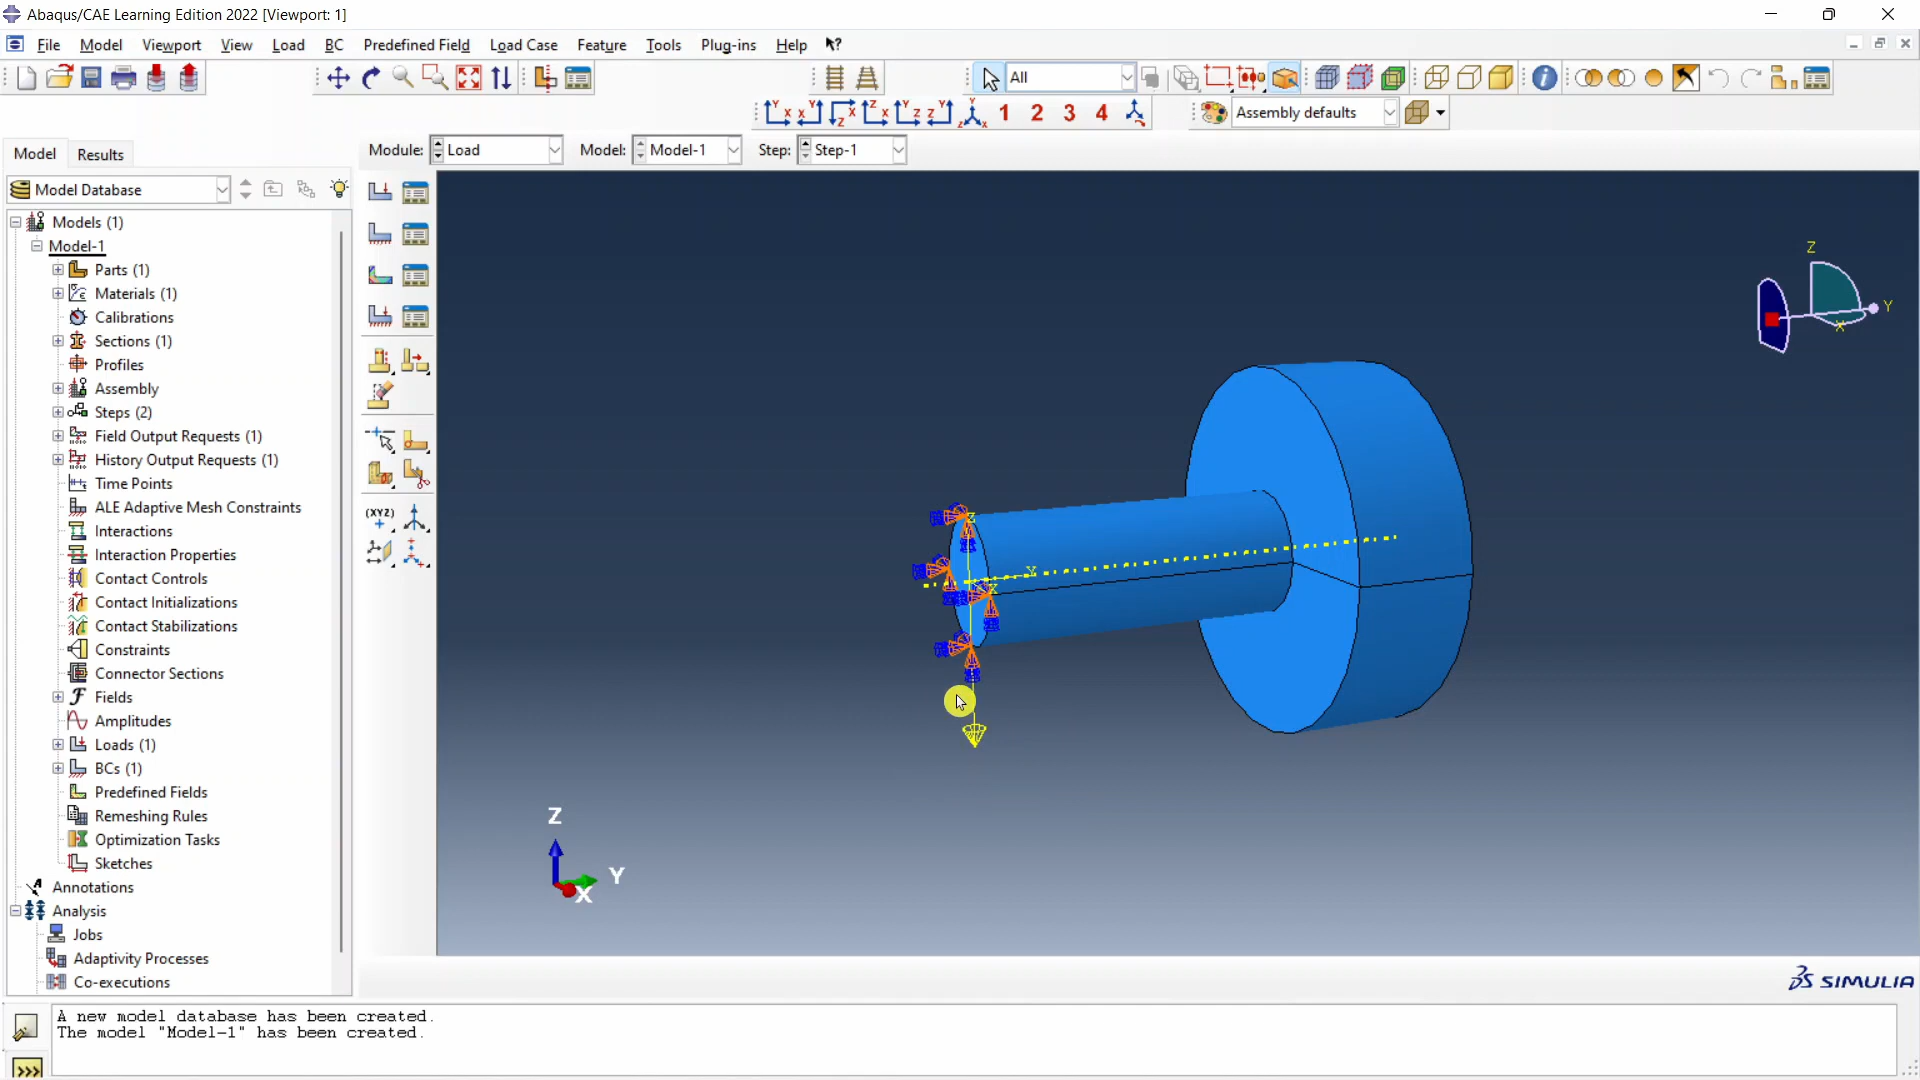 Abaqus/CAE Learning Edition 2022 [Viewport: 1]
File Model Viewport View Load BC Predefined Field Load Case Feature Tools Plug-ins Help
All
1 2 3 4
Assembly defaults
Model Results
Module: Load Model: Model-1 Step: Step-1
Model Database
Models (1)
Model-1
Parts (1)
Materials (1)
Calibrations
Sections (1)
Profiles
Assembly
Steps (2)
Field Output Requests (1)
History Output Requests (1)
Time Points
ALE Adaptive Mesh Constraints
Interactions
Interaction Properties
Contact Controls
Contact Initializations
Contact Stabilizations
Constraints
Connector Sections
Fields
Amplitudes
Loads (1)
BCs (1)
Predefined Fields
Remeshing Rules
Optimization Tasks
Sketches
Annotations
Analysis
Jobs
Adaptivity Processes
Co-executions
(XYZ)
Z
Y
X
Z
Y
X
SIMULIA
A new model database has been created.
The model "Model-1" has been created.
>>>